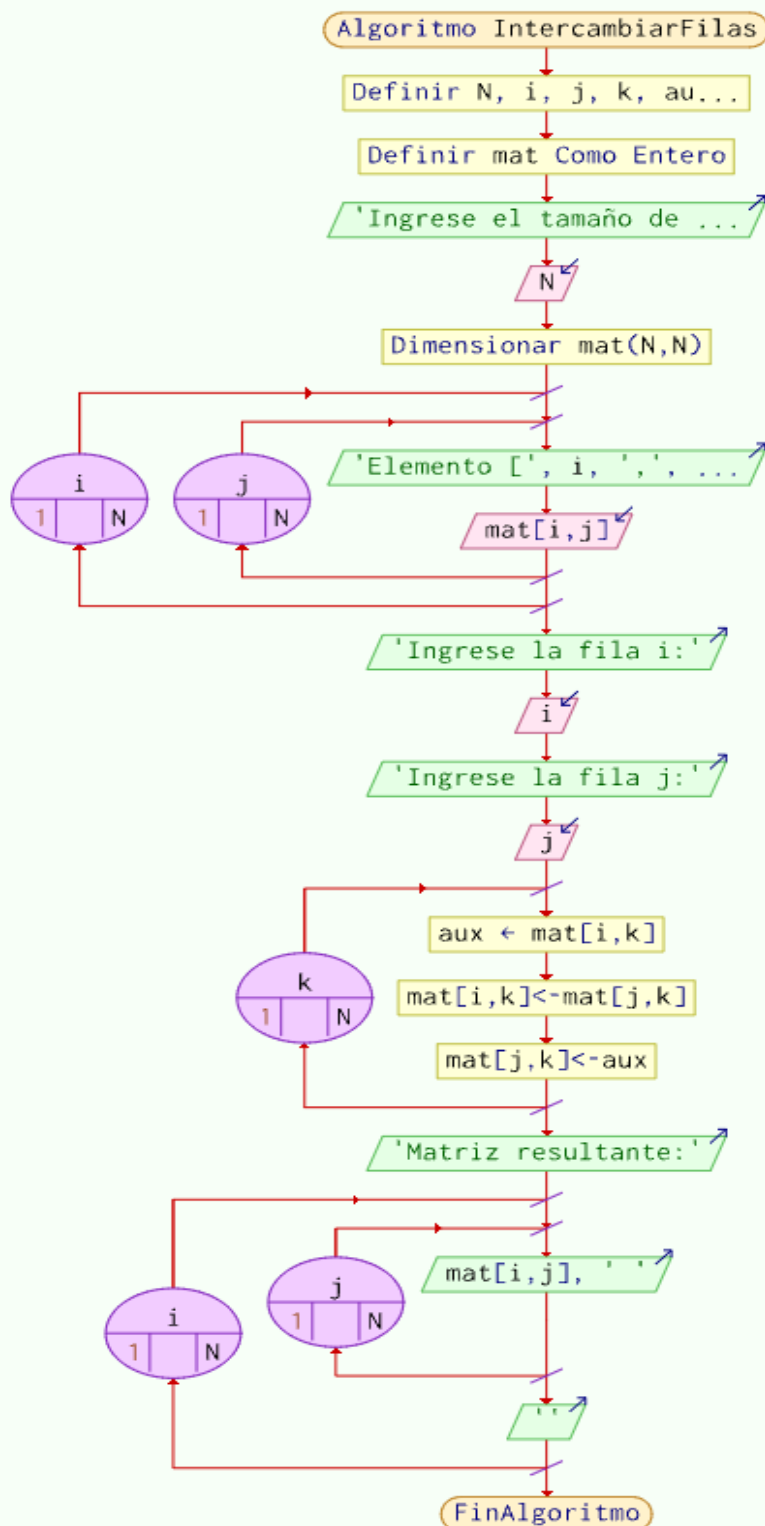 Algoritmo IntercambiarFilas
Definir N, i, j, k, au...
Definir mat Como Entero
'Ingrese el tamaño de ...
N
Dimensionar mat(N,N)
i
1 N
j
1 N
'Elemento [', i, ',', ...
mat[i,j]
'Ingrese la fila i:'
i
'Ingrese la fila j:'
j
k
1 N
aux ← mat[i,k]
mat[i,k]<-mat[j,k]
mat[j,k]<-aux
'Matriz resultante:'
i
1 N
j
1 N
mat[i,j], ' '
''
FinAlgoritmo